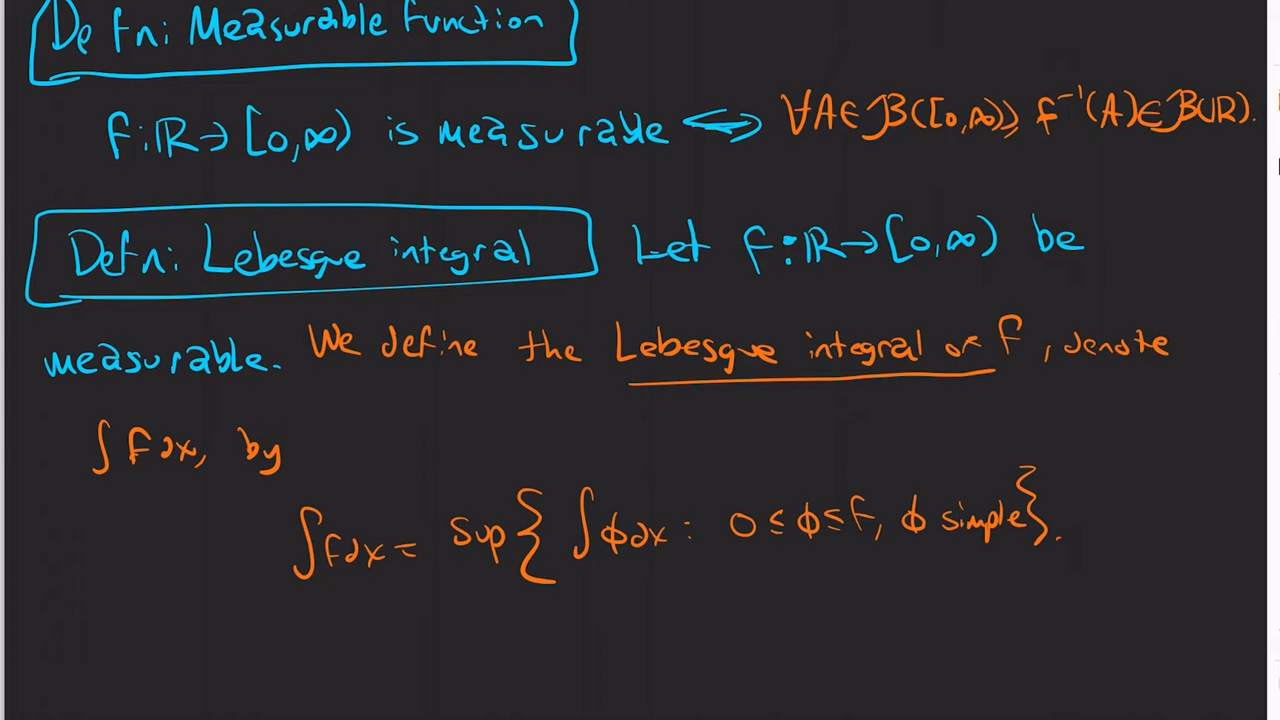 Defn: Measurable Function
f: ℝ → [0,∞) is measurable ⟺ ∀A ∈ 𝓑([0,∞)), f⁻¹(A) ∈ 𝓑(ℝ).
Defn: Lebesgue integral Let f: ℝ → [0,∞) be
measurable. We define the Lebesgue integral of f, denote
∫ f dx, by
∫ f dx = sup{ ∫ ϕ dx : 0 ≤ ϕ ≤ f, ϕ simple}.